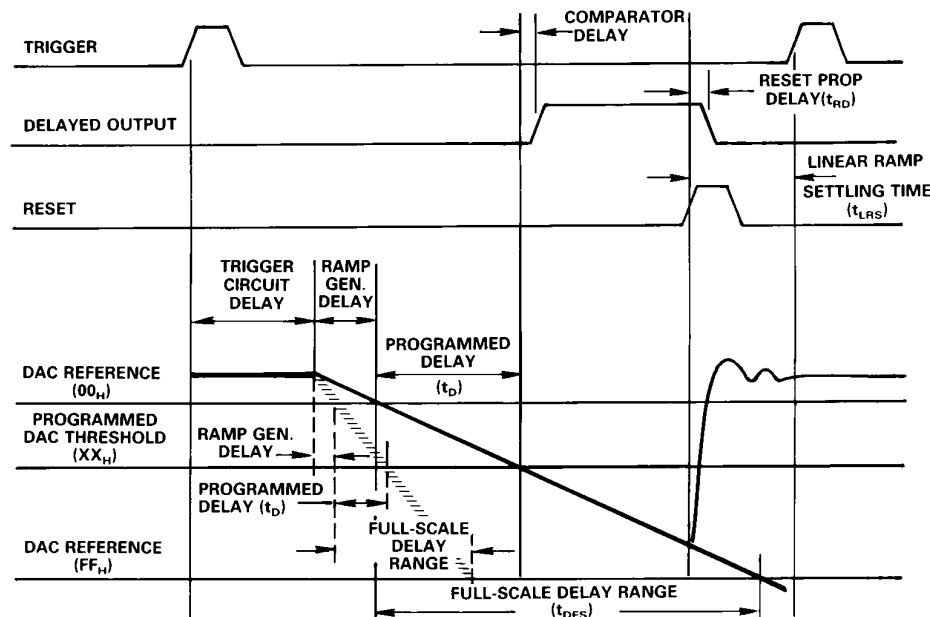 TRIGGER
COMPARATOR
DELAY
RESET PROP
DELAY(tRD)
DELAYED OUTPUT
LINEAR RAMP
SETTLING TIME
(tLRS)
RESET
TRIGGER
CIRCUIT
DELAY
RAMP
GEN.
DELAY
PROGRAMMED
DELAY
(tD)
DAC REFERENCE
(00H)
PROGRAMMED
DAC THRESHOLD
(XXH)
RAMP GEN.
DELAY
PROGRAMMED
DELAY (tD)
FULL-SCALE
DELAY
RANGE
DAC REFERENCE
(FFH)
FULL-SCALE DELAY RANGE
(tDFS)